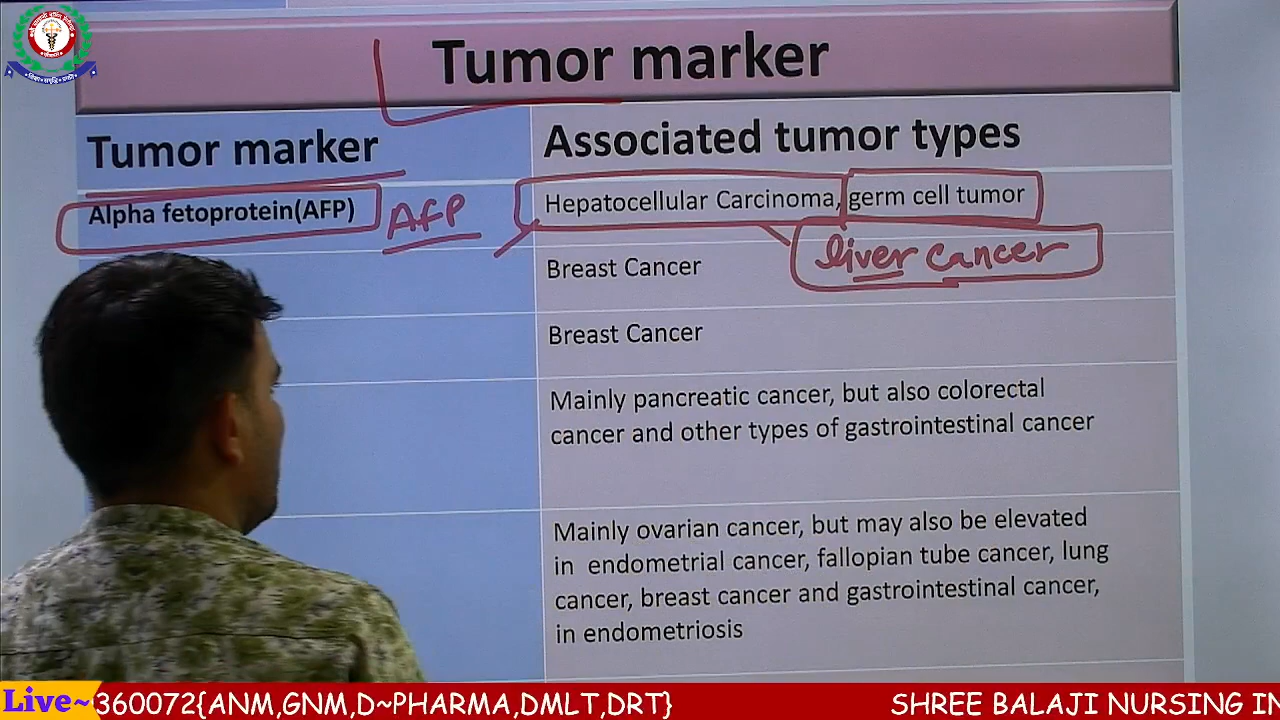 Tumor marker
Tumor marker
Associated tumor types
Alpha fetoprotein(AFP)
AFP
Hepatocellular Carcinoma, germ cell tumor
liver cancer
Breast Cancer
Breast Cancer
Mainly pancreatic cancer, but also colorectal
cancer and other types of gastrointestinal cancer
Mainly ovarian cancer, but may also be elevated
in endometrial cancer, fallopian tube cancer, lung
cancer, breast cancer and gastrointestinal cancer,
in endometriosis
Live~360072{ANM,GNM,D~PHARMA,DMLT,DRT}
SHREE BALAJI NURSING IN